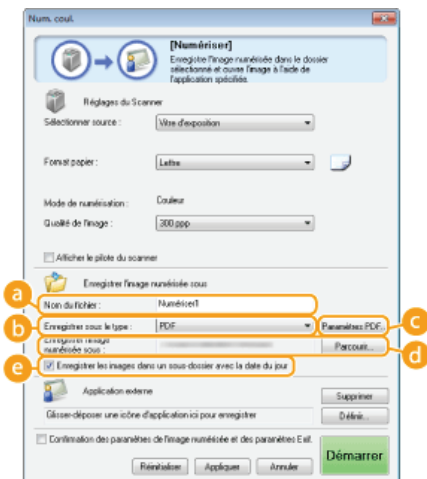 Num. coul.
[Numériser]
Enregistre l'image numérisée dans le dossier
sélectionné et ouvre l'image à l'aide de
l'application spécifiée.
Réglages du Scanner
Sélectionner source :
Vitre d'exposition
Format papier :
Lettre
Mode de numérisation :
Couleur
Qualité de l'image :
300 ppp
Afficher le pilote du scanner
Enregistrer l'image numérisée sous
a
Nom du fichier :
Numériser1
b
Enregistrer sous le type :
PDF
Paramètres PDF...
c
Enregistrer l'image
numérisée sous :
Parcourir...
d
e
Enregistrer les images dans un sous-dossier avec la date du jour
Application externe
Supprimer
Glisser-déposer une icône d'application ici pour enregistrer
Définir...
Confirmation des paramètres de l'image numérisée et des paramètres Exif.
Démarrer
Réinitialiser
Appliquer
Annuler